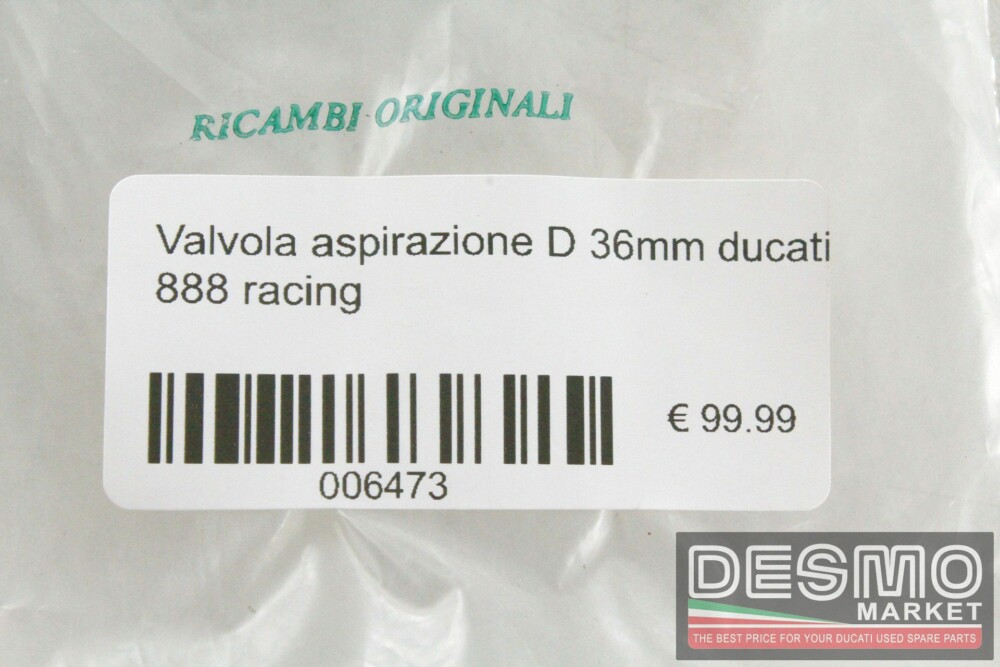 RICAMBI ORIGINALI
Valvola aspirazione D 36mm ducati
888 racing
€ 99.99
006473
DESMO
MARKET
THE BEST PRICE FOR YOUR DUCATI USED SPARE PARTS